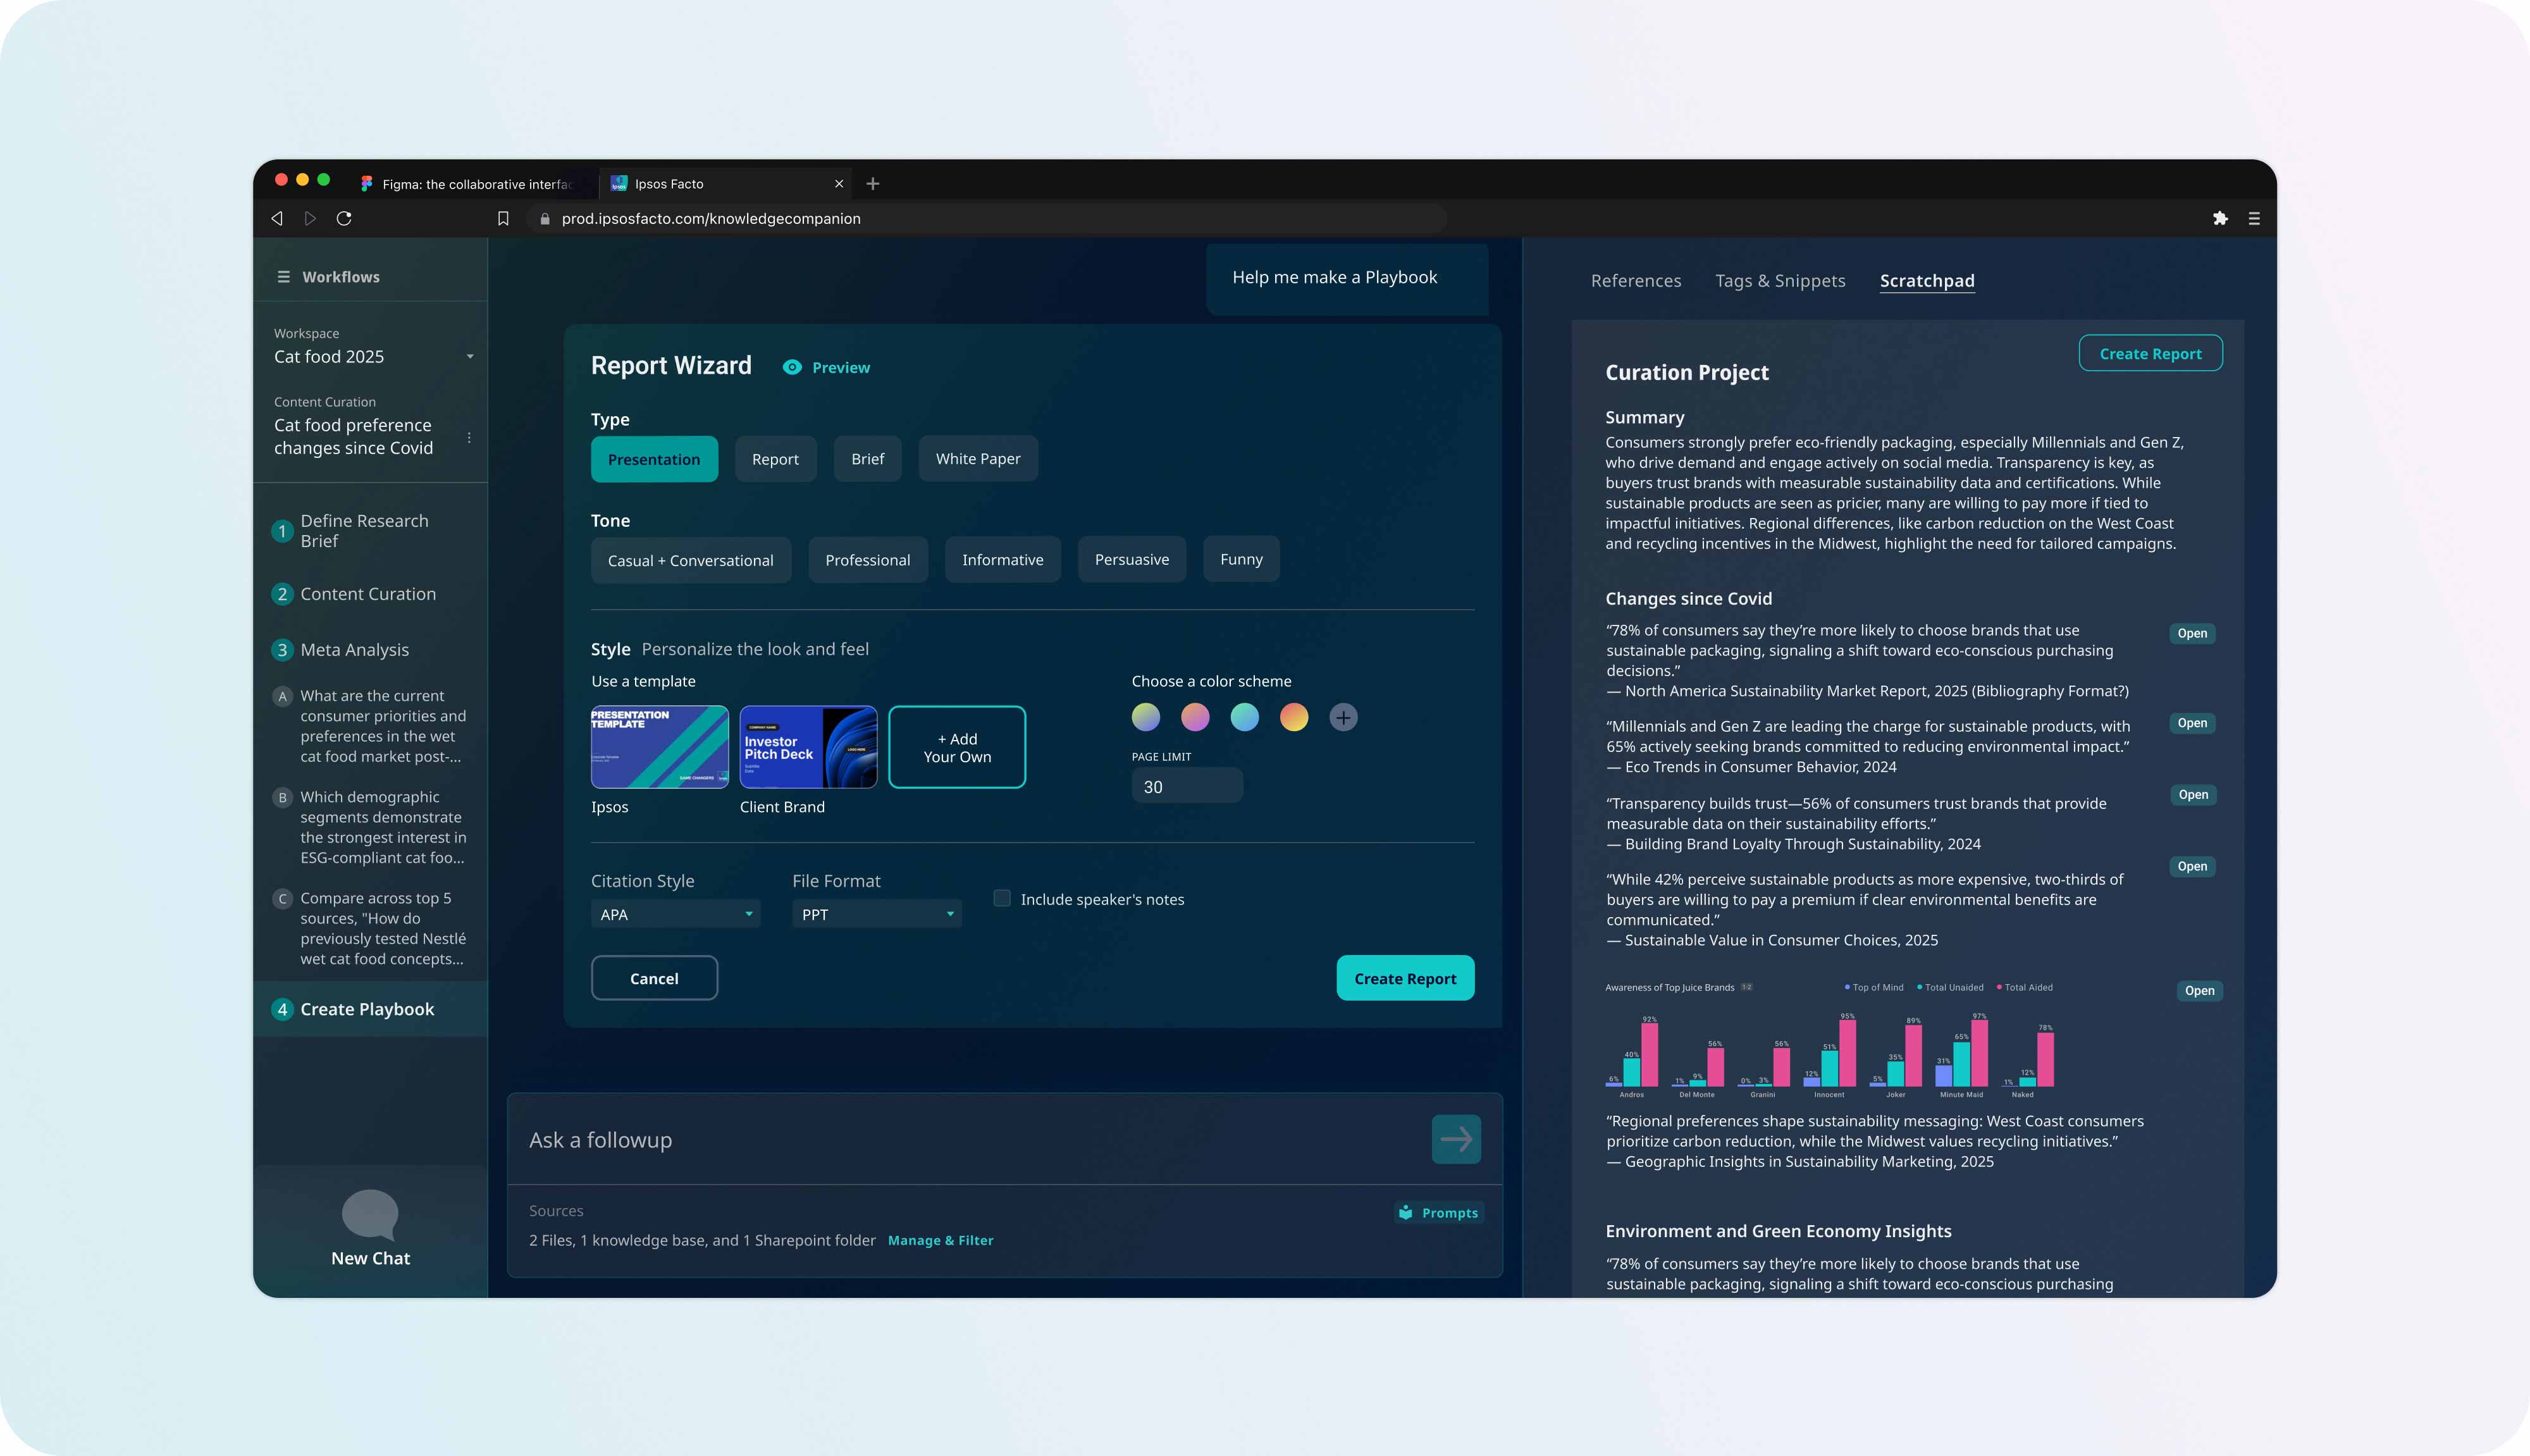 Figma: the collaborative interfac
Ipsos Facto
prod.ipsosfacto.com/knowledgecompanion
Workflows
Workspace
Cat food 2025
Content Curation
Cat food preference
changes since Covid
1 Define Research
Brief
2 Content Curation
3 Meta Analysis
A What are the current
consumer priorities and
preferences in the wet
cat food market post-...
B Which demographic
segments demonstrate
the strongest interest in
ESG-compliant cat foo...
C Compare across top 5
sources, "How do
previously tested Nestlé
wet cat food concepts...
4 Create Playbook
New Chat
Help me make a Playbook
Report Wizard Preview
Type
Presentation Report Brief White Paper
Tone
Casual + Conversational Professional Informative Persuasive Funny
Style Personalize the look and feel
Use a template
PRESENTATION
TEMPLATE
GAME CHANGERS
Ipsos
COMPANY NAME
Investor
Pitch Deck
LOGO HERE
Client Brand
+ Add
Your Own
Choose a color scheme
PAGE LIMIT
30
Citation Style File Format
APA PPT
Include speaker's notes
Cancel Create Report
Ask a followup
Sources
Prompts
2 Files, 1 knowledge base, and 1 Sharepoint folder Manage & Filter
References Tags & Snippets Scratchpad
Create Report
Curation Project
Summary
Consumers strongly prefer eco-friendly packaging, especially Millennials and Gen Z,
who drive demand and engage actively on social media. Transparency is key, as
buyers trust brands with measurable sustainability data and certifications. While
sustainable products are seen as pricier, many are willing to pay more if tied to
impactful initiatives. Regional differences, like carbon reduction on the West Coast
and recycling incentives in the Midwest, highlight the need for tailored campaigns.
Changes since Covid
“78% of consumers say they’re more likely to choose brands that use
sustainable packaging, signaling a shift toward eco-conscious purchasing
decisions.”
— North America Sustainability Market Report, 2025 (Bibliography Format?)
Open
“Millennials and Gen Z are leading the charge for sustainable products, with
65% actively seeking brands committed to reducing environmental impact.”
— Eco Trends in Consumer Behavior, 2024
Open
“Transparency builds trust—56% of consumers trust brands that provide
measurable data on their sustainability efforts.”
— Building Brand Loyalty Through Sustainability, 2024
Open
“While 42% perceive sustainable products as more expensive, two-thirds of
buyers are willing to pay a premium if clear environmental benefits are
communicated.”
— Sustainable Value in Consumer Choices, 2025
Open
Awareness of Top Juice Brands 1-2 Top of Mind Total Unaided Total Aided
Open
6% 40% 92%
1% 9% 56%
0% 3% 56%
12% 51% 95%
5% 35% 89%
31% 65% 97%
1% 12% 78%
Andros Del Monte Granini Innocent Joker Minute Maid Naked
“Regional preferences shape sustainability messaging: West Coast consumers
prioritize carbon reduction, while the Midwest values recycling initiatives.”
— Geographic Insights in Sustainability Marketing, 2025
Environment and Green Economy Insights
“78% of consumers say they’re more likely to choose brands that use
sustainable packaging, signaling a shift toward eco-conscious purchasing